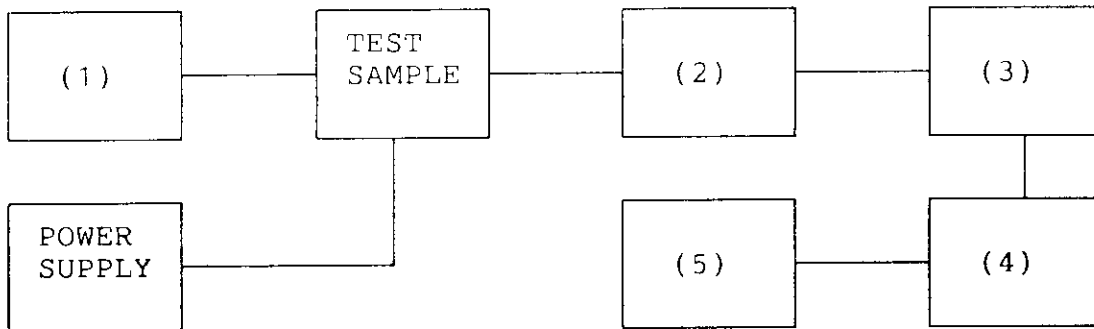 (1)
TEST
SAMPLE
(2)
(3)
POWER
SUPPLY
(5)
(4)